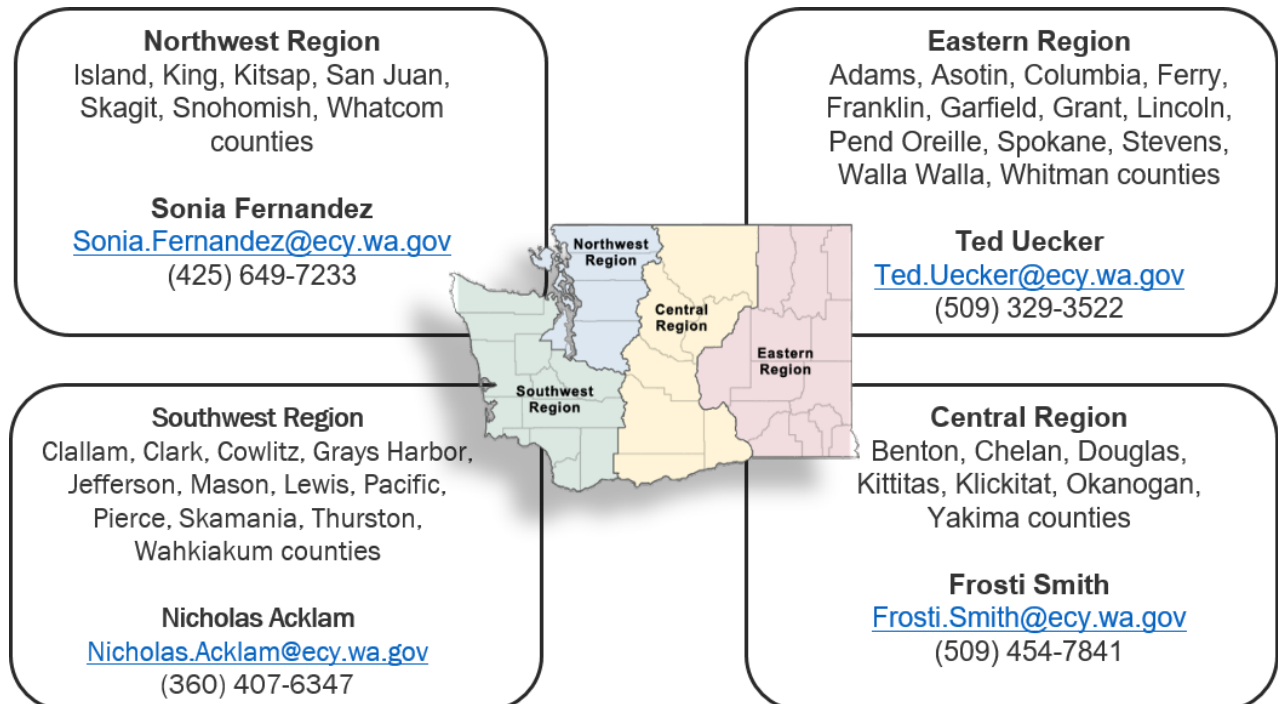 Northwest Region
Island, King, Kitsap, San Juan,
Skagit, Snohomish, Whatcom
counties
Sonia Fernandez
Sonia.Fernandez@ecy.wa.gov
(425) 649-7233
Eastern Region
Adams, Asotin, Columbia, Ferry,
Franklin, Garfield, Grant, Lincoln,
Pend Oreille, Spokane, Stevens,
Walla Walla, Whitman counties
Ted Uecker
Ted.Uecker@ecy.wa.gov
(509) 329-3522
Northwest
Region
Central
Region
Eastern
Region
Southwest
Region
Southwest Region
Clallam, Clark, Cowlitz, Grays Harbor,
Jefferson, Mason, Lewis, Pacific,
Pierce, Skamania, Thurston,
Wahkiakum counties
Nicholas Acklam
Nicholas.Acklam@ecy.wa.gov
(360) 407-6347
Central Region
Benton, Chelan, Douglas,
Kittitas, Klickitat, Okanogan,
Yakima counties
Frosti Smith
Frosti.Smith@ecy.wa.gov
(509) 454-7841